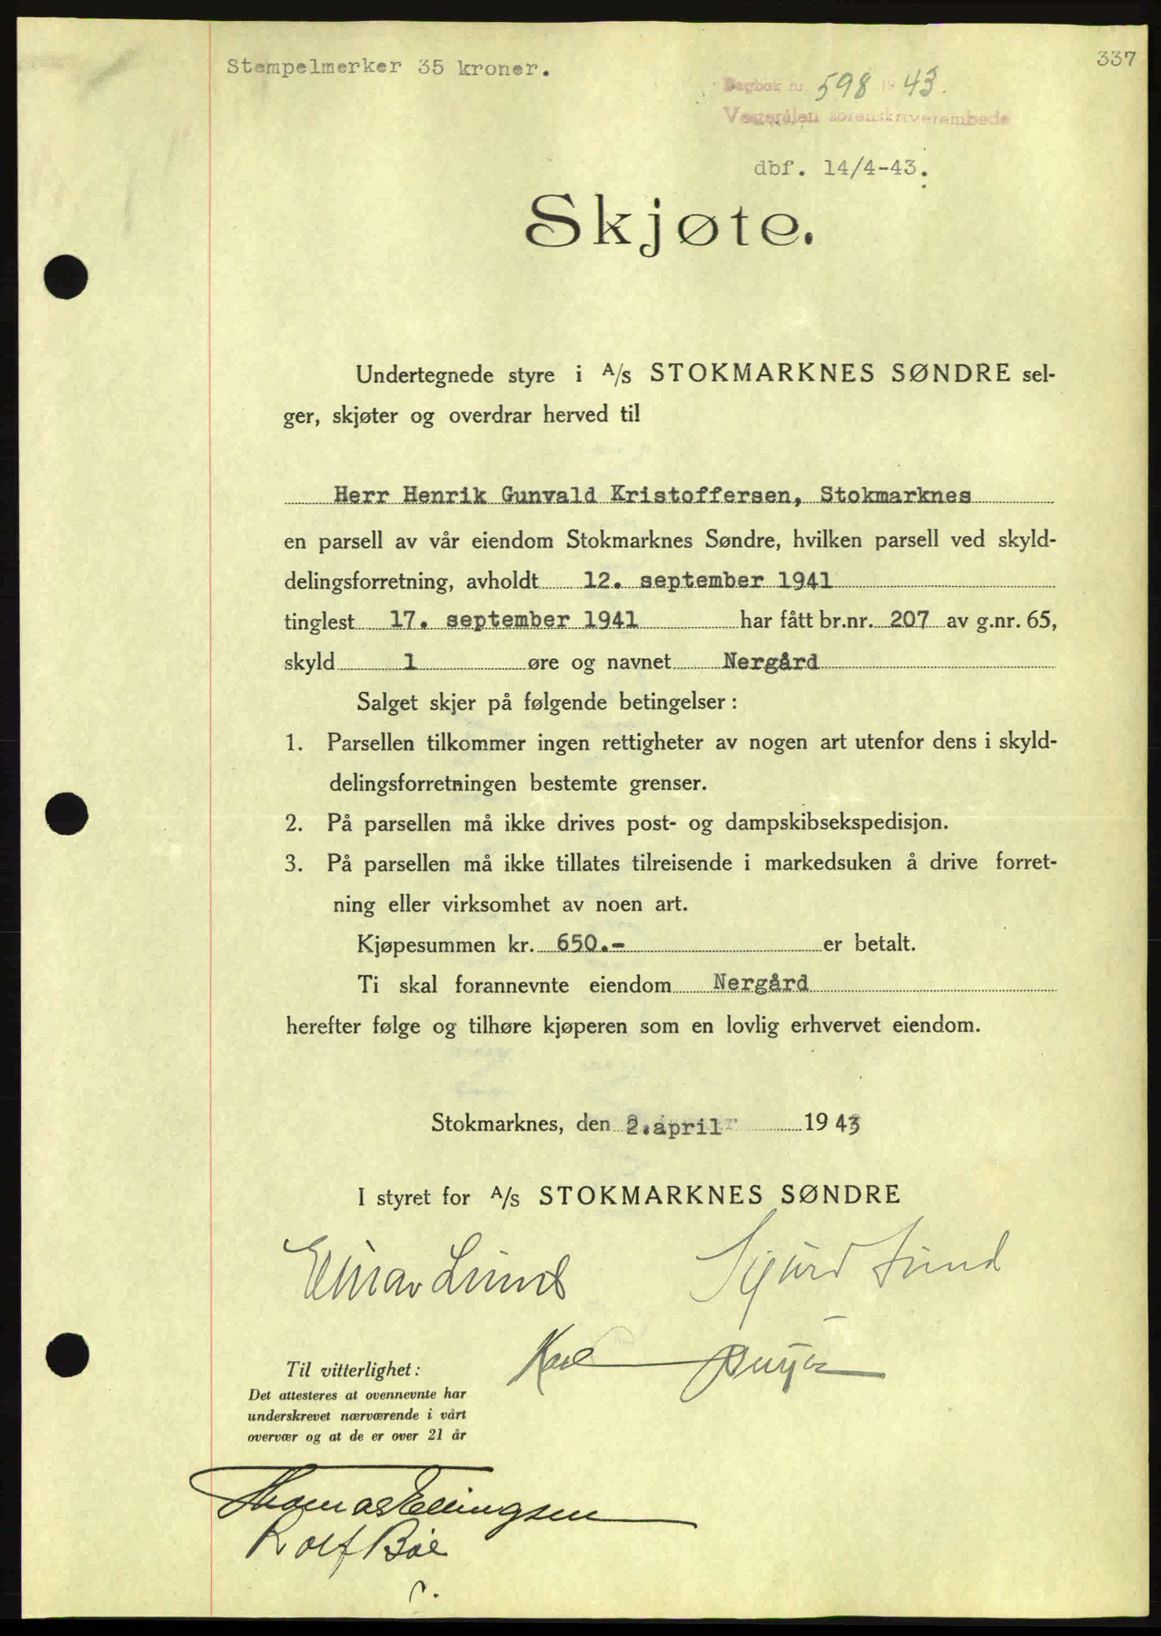 337
Stempelmerker 35 kroner.
Dagbok nr. 598 19 43.
Vesterålen sorenskriverembede
dbf. 14/4-43.
Skjøte.
Undertegnede styre i A/s STOKMARKNES SØNDRE sel-
ger, skjøter og overdrar herved til
Herr Henrik Gunvald Kristoffersen, Stokmarknes
en parsell av vår eiendom Stokmarknes Søndre, hvilken parsell ved skyld-
delingsforretning, avholdt 12. september 1941
tinglest 17. september 1941 har fått br.nr. 207 av g.nr. 65,
skyld 1 øre og navnet Nergård
Salget skjer på følgende betingelser:
1. Parsellen tilkommer ingen rettigheter av nogen art utenfor dens i skyld-
delingsforretningen bestemte grenser.
2. På parsellen må ikke drives post- og dampskibsekspedisjon.
3. På parsellen må ikke tillates tilreisende i markedsuken å drive forret-
ning eller virksomhet av noen art.
Kjøpesummen kr. 650.- er betalt.
Ti skal forannevnte eiendom Nergård
herefter følge og tilhøre kjøperen som en lovlig erhvervet eiendom.
Stokmarknes, den 2. april 1943
I styret for A/s STOKMARKNES SØNDRE
Einar Lund Sigurd Lund
Karl
Til vitterlighet:
Det attesteres at ovennevnte har
underskrevet nærværende i vårt
overvær og at de er over 21 år
Thomas Ellingsen
Rolf Bøe